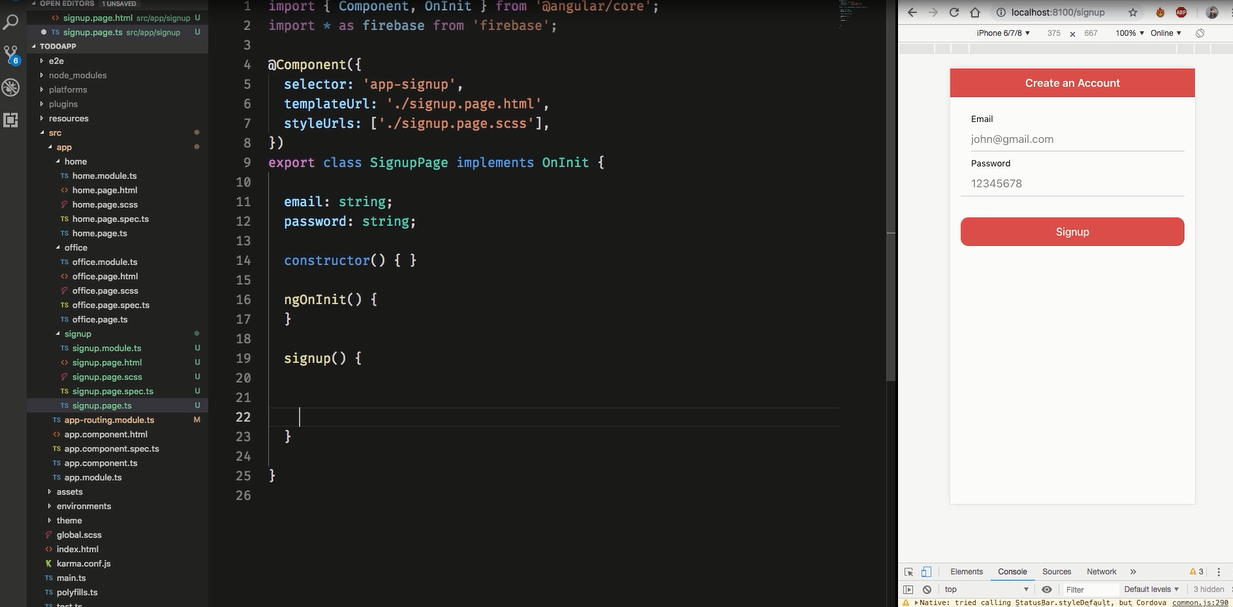 OPEN EDITORS 1 UNSAVED
signup.page.html src/app/signup U
signup.page.ts src/app/signup U
TODOAPP
e2e
node_modules
platforms
plugins
resources
src
app
home
TS home.module.ts
home.page.html
home.page.scss
TS home.page.spec.ts
TS home.page.ts
office
TS office.module.ts
office.page.html
office.page.scss
TS office.page.spec.ts
TS office.page.ts
signup
TS signup.module.ts U
signup.page.html U
signup.page.scss U
TS signup.page.spec.ts U
TS signup.page.ts U
TS app-routing.module.ts M
app.component.html
TS app.component.spec.ts
TS app.component.ts
TS app.module.ts
assets
environments
theme
global.scss
index.html
karma.conf.js
TS main.ts
TS polyfills.ts
TS test.ts
6
1 import { Component, OnInit } from '@angular/core';
2 import * as firebase from 'firebase';
3
4 @Component({
5 selector: 'app-signup',
6 templateUrl: './signup.page.html',
7 styleUrls: ['./signup.page.scss'],
8 })
9 export class SignupPage implements OnInit {
10
11 email: string;
12 password: string;
13
14 constructor() { }
15
16 ngOnInit() {
17 }
18
19 signup() {
20
21
22
23 }
24
25 }
26
localhost:8100/signup
ABP
iPhone 6/7/8 ▼ 375 x 667 100% ▼ Online ▼
Create an Account
Email
john@gmail.com
Password
12345678
Signup
Elements Console Sources Network » 3
top ▼ Filter Default levels ▼ 3 hidden
Native: tried calling StatusBar.styleDefault, but Cordova common.js:290